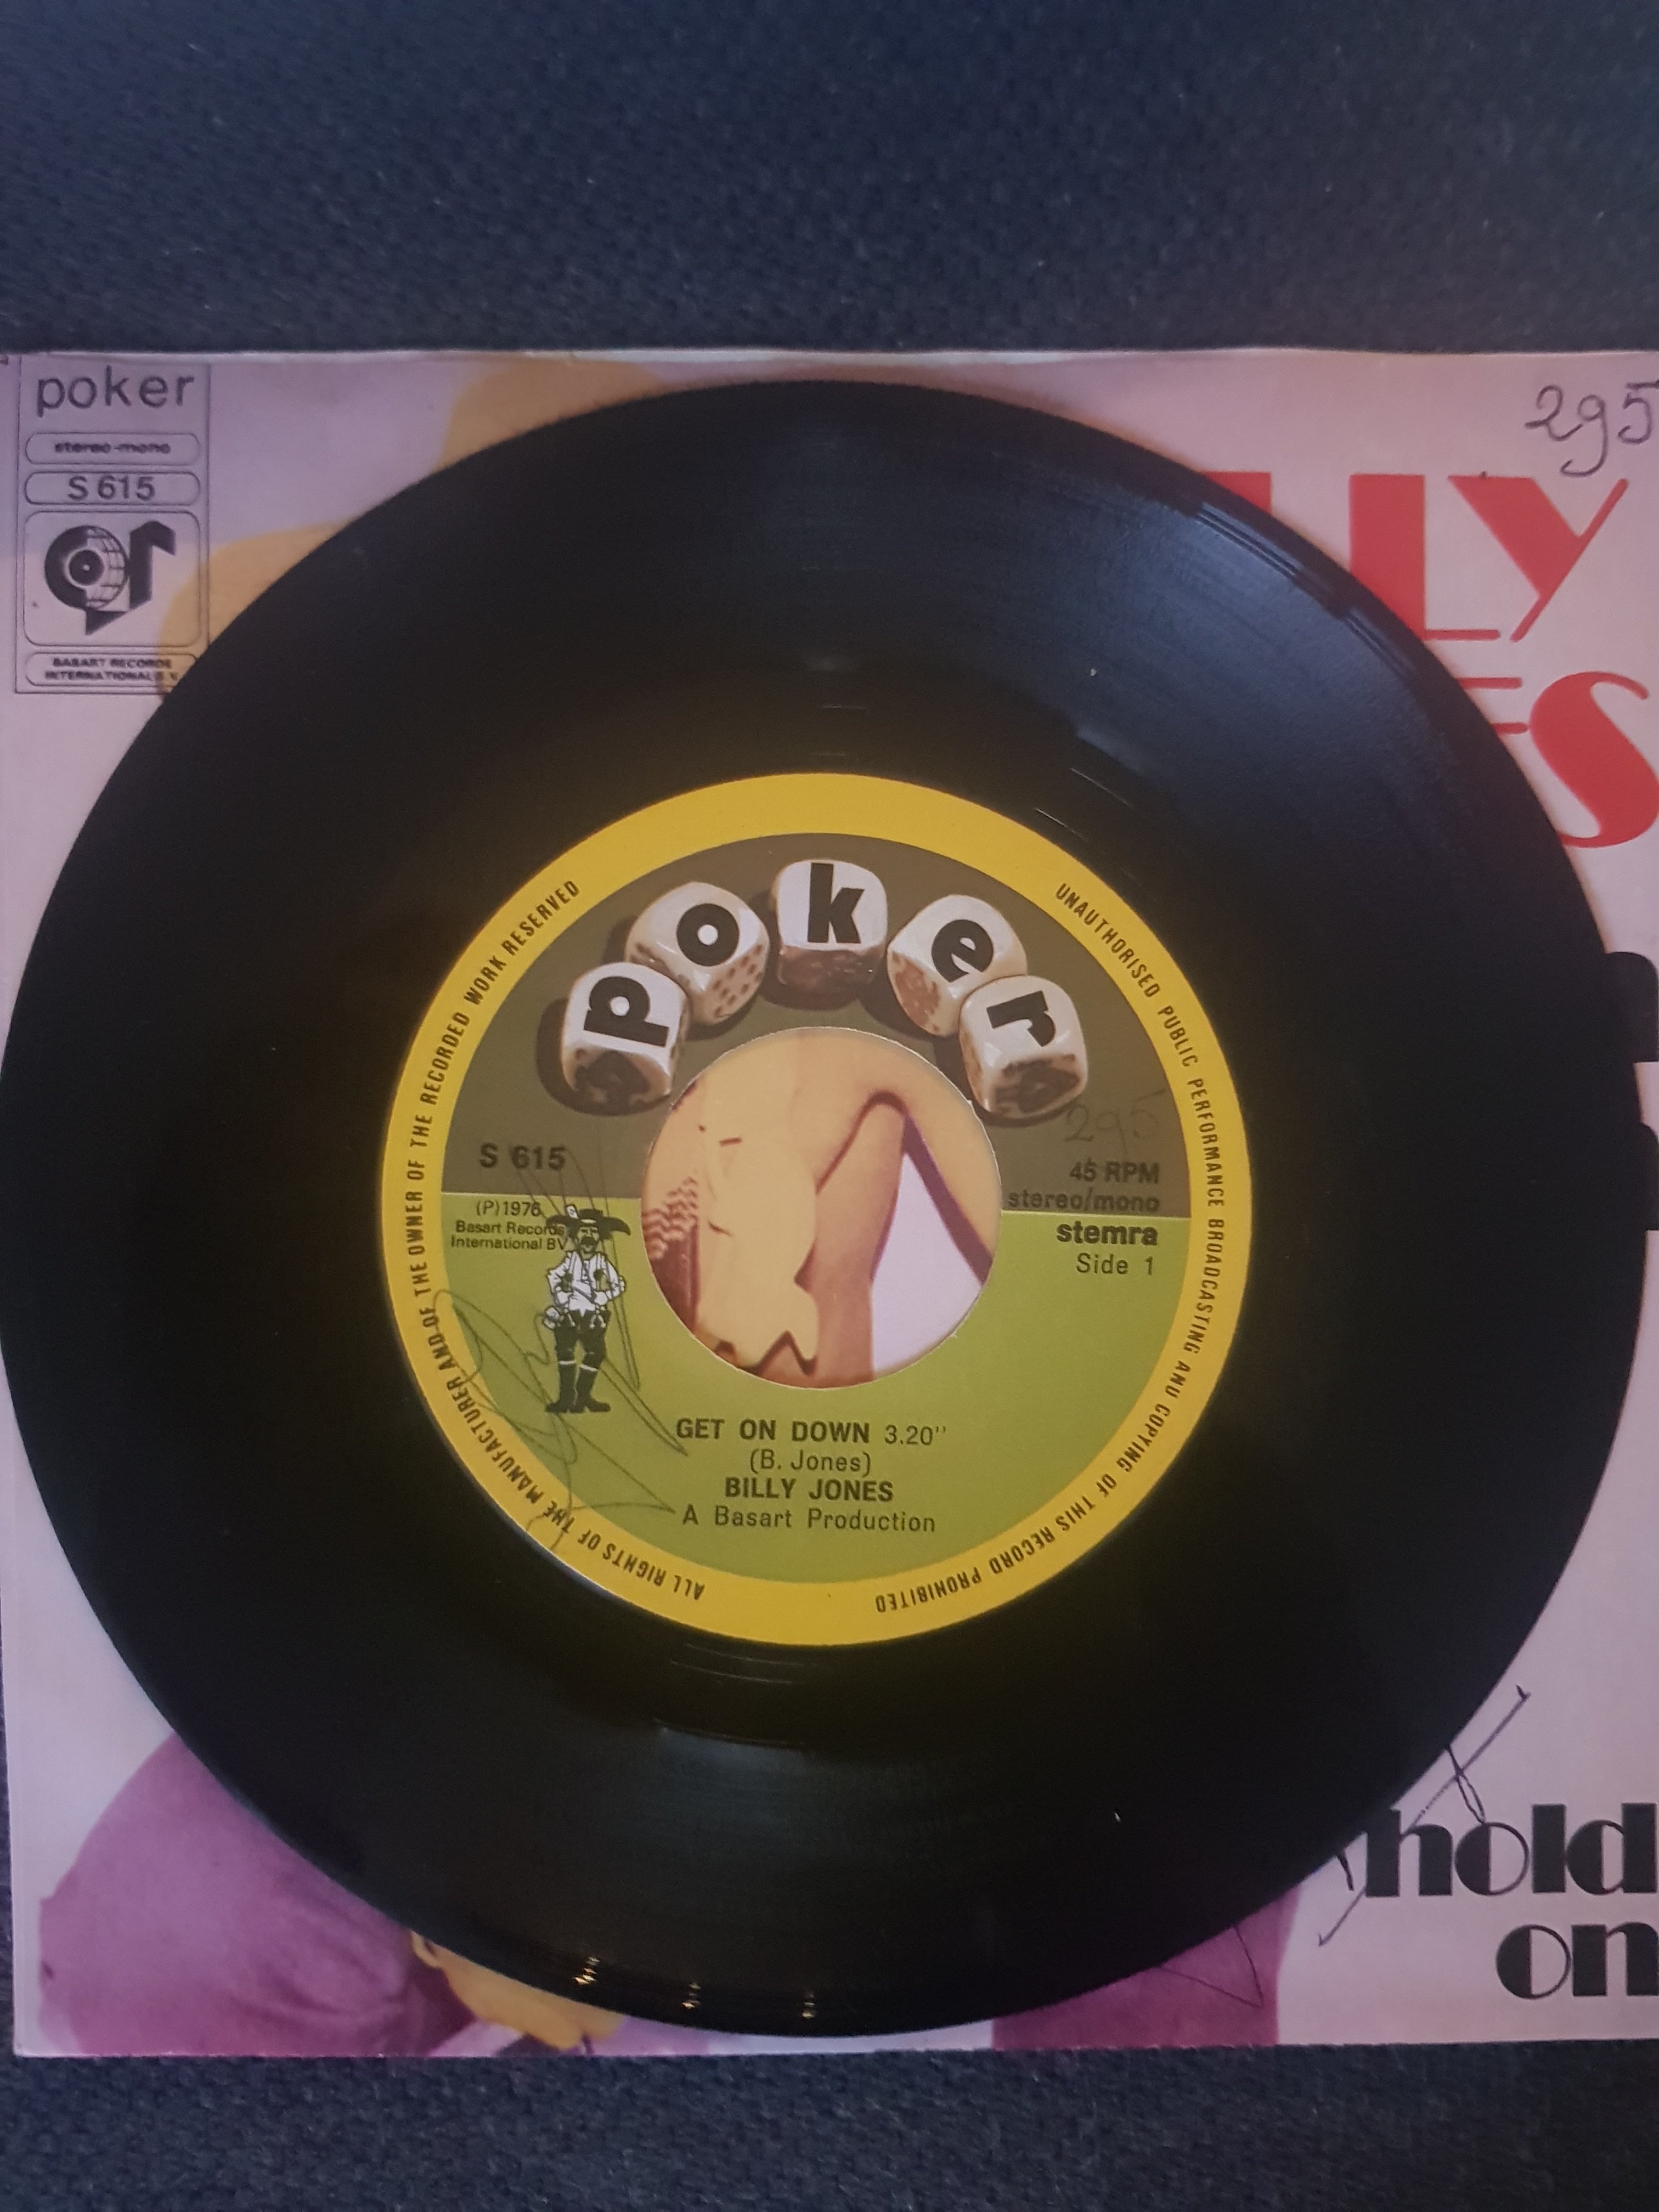 poker
stereo-mono
S 615
BASART RECORDS
INTERNATIONAL B.V.
295
LLY
ES
poker
295
S 615
45 RPM
stereo/mono
(P) 1976
Basart Records
International BV
stemra
Side 1
GET ON DOWN 3.20''
(B. Jones)
BILLY JONES
A Basart Production
ALL RIGHTS OF THE MANUFACTURER AND OF THE OWNER OF THE RECORDED WORK RESERVED
UNAUTHORISED PUBLIC PERFORMANCE BROADCASTING AND COPYING OF THIS RECORD PROHIBITED
hold
on